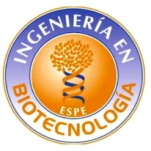 INGENIERÍA EN
BIOTECNOLOGÍA
ESPE